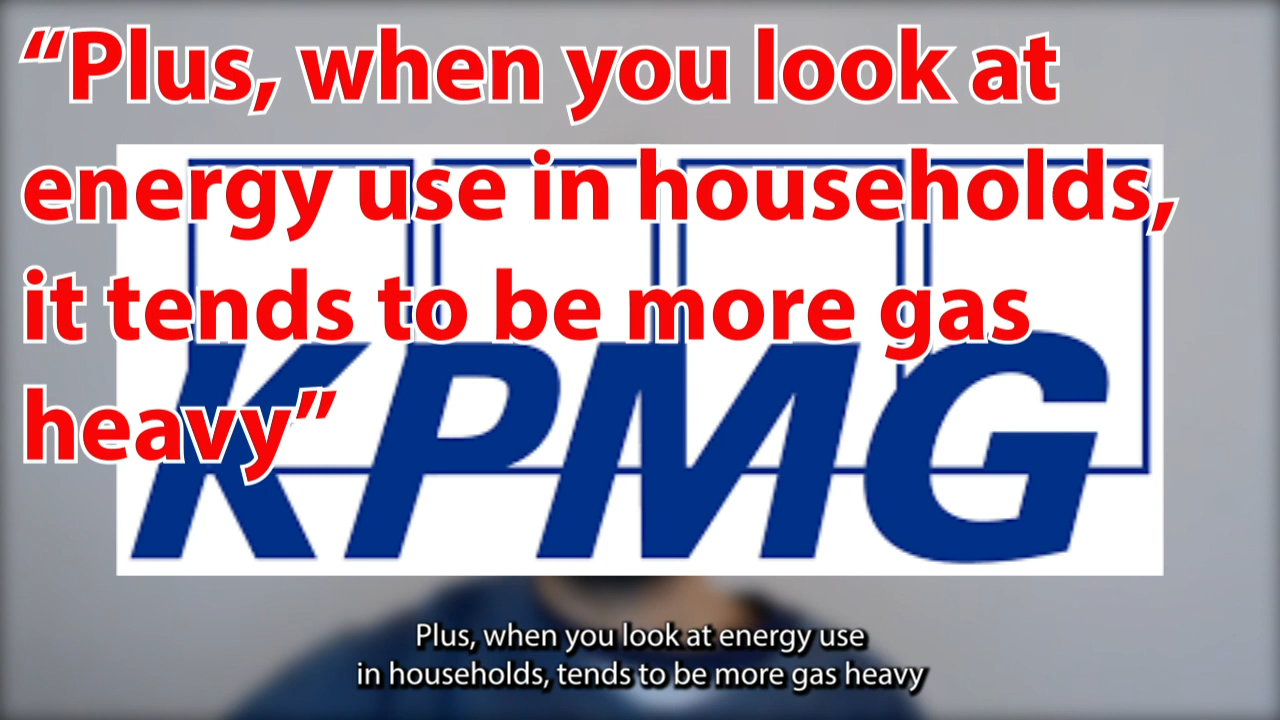 “Plus, when you look at
energy use in households,
it tends to be more gas
heavy”
KPMG
Plus, when you look at energy use
in households, tends to be more gas heavy